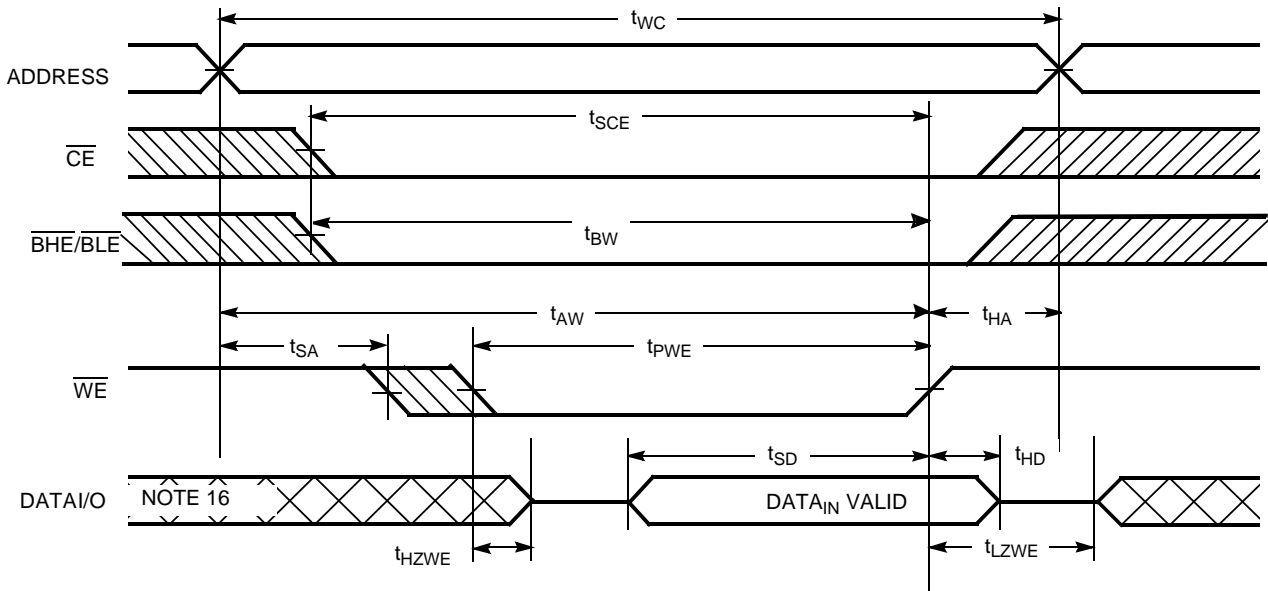 tWC
ADDRESS
tSCE
CE
tBW
BHE/BLE
tAW
tHA
tSA
tPWE
WE
tSD
tHD
DATAI/O
NOTE 16
DATAIN VALID
tHZWE
tLZWE